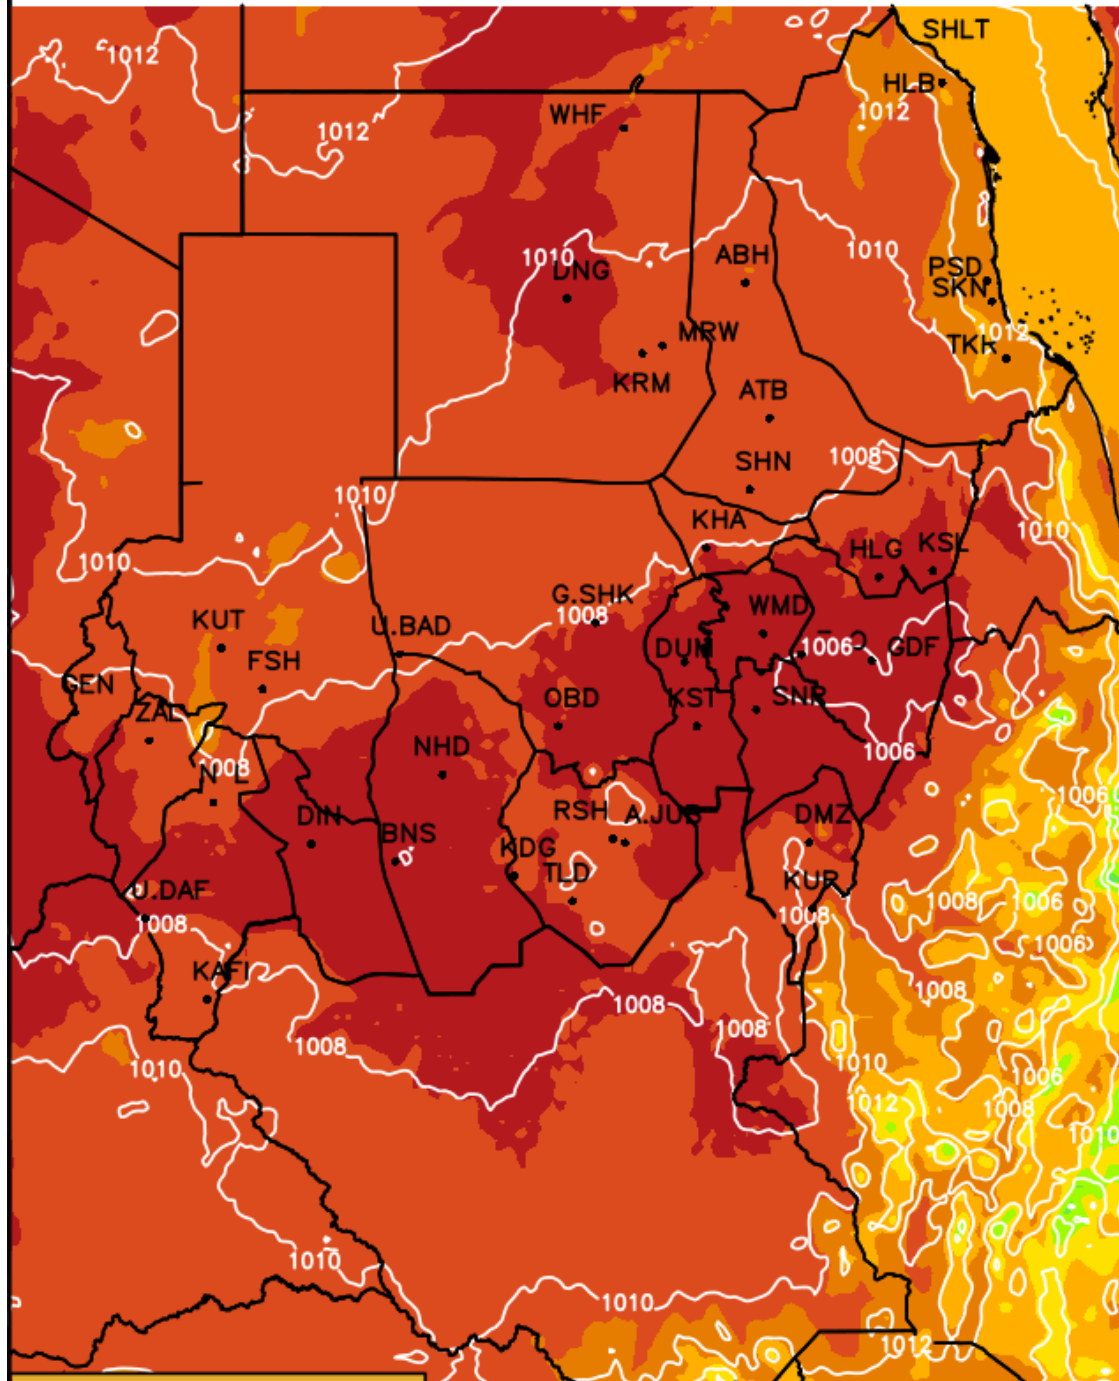 SHLT
1012
HLB
1012
WHF
1012
1010
ABH
1010
DNG
PSD
SKN
MRW
1012
TKR
KRM
ATB
SHN
1008
1010
KHA
1010
HLG
KSL
1010
G.SHK
1008
WMD
KUT
U.BAD
1006
GDF
DUM
FSH
GEN
OBD
KST
SNR
ZAL
NHD
1006
1008
1006
RSH
A.JUB
DMZ
DIN
BNS
KDG
TLD
KUR
U.DAF
1008
1008
1008
1006
1006
KAFI
1008
1008
1008
1008
1010
1010
1006
1012
1008
1010
1010
1010
1012